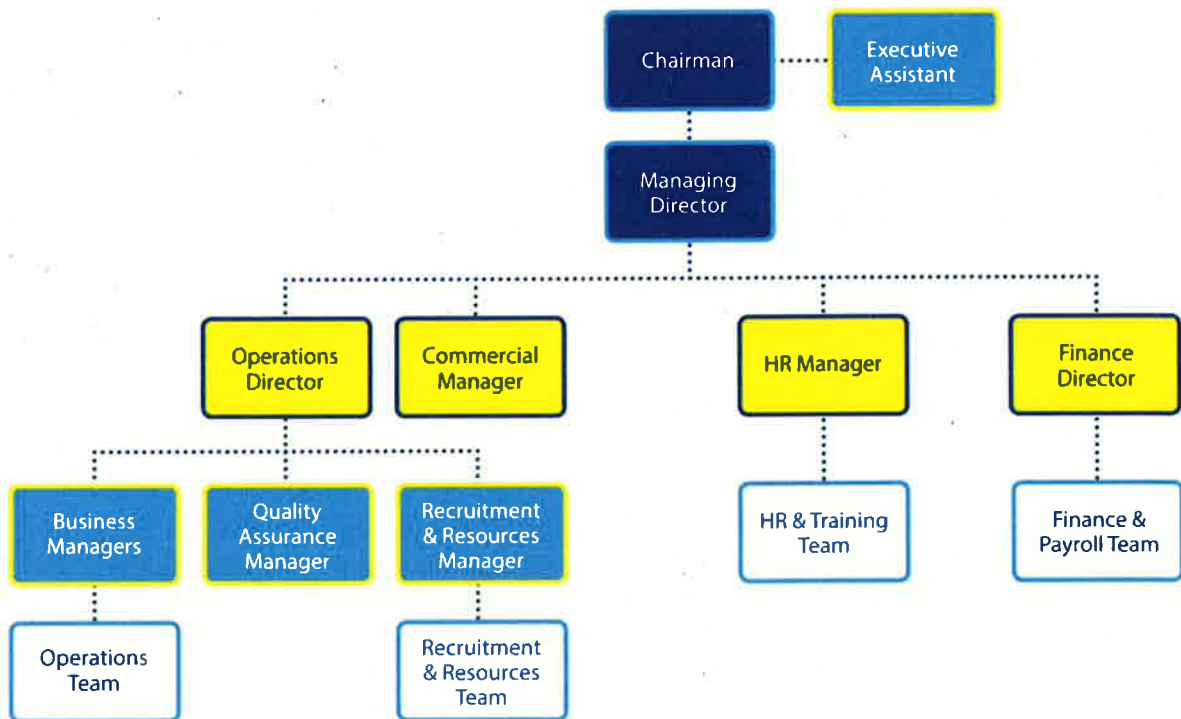 Chairman
Executive
Assistant
Managing
Director
Operations
Director
Commercial
Manager
HR Manager
Finance
Director
Business
Managers
Quality
Assurance
Manager
Recruitment
& Resources
Manager
HR & Training
Team
Finance &
Payroll Team
Operations
Team
Recruitment
& Resources
Team